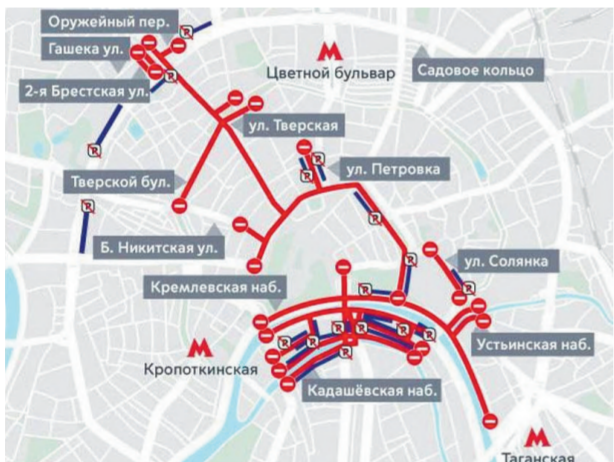 Оружейный пер.
Гашека ул.
Цветной бульвар
Садовое кольцо
2-я Брестская ул.
ул. Тверская
ул. Петровка
Тверской бул.
Б. Никитская ул.
ул. Солянка
Кремлевская наб.
Устьинская наб.
Кропоткинская
Кадашёвская наб.
Таганская